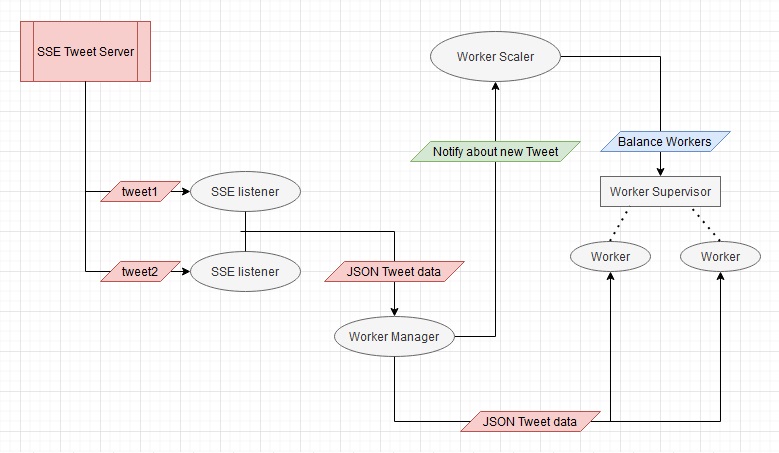 SSE Tweet Server
Worker Scaler
Notify about new Tweet
Balance Workers
tweet1
SSE listener
Worker Supervisor
tweet2
SSE listener
JSON Tweet data
Worker
Worker
Worker Manager
JSON Tweet data